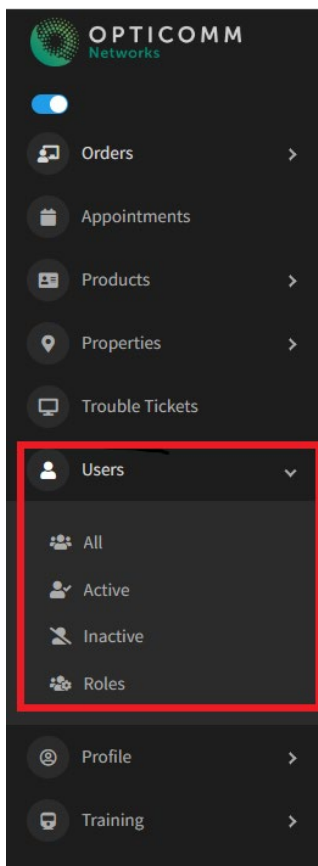 OPTICOMM
Networks
Orders
Appointments
Products
Properties
Trouble Tickets
Users
All
Active
Inactive
Roles
Profile
Training